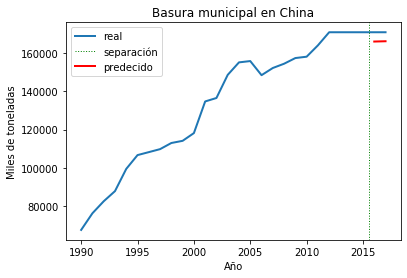 Basura municipal en China
real
separación
predecido
Miles de toneladas
160000
140000
120000
100000
80000
1990
1995
2000
2005
2010
2015
Año